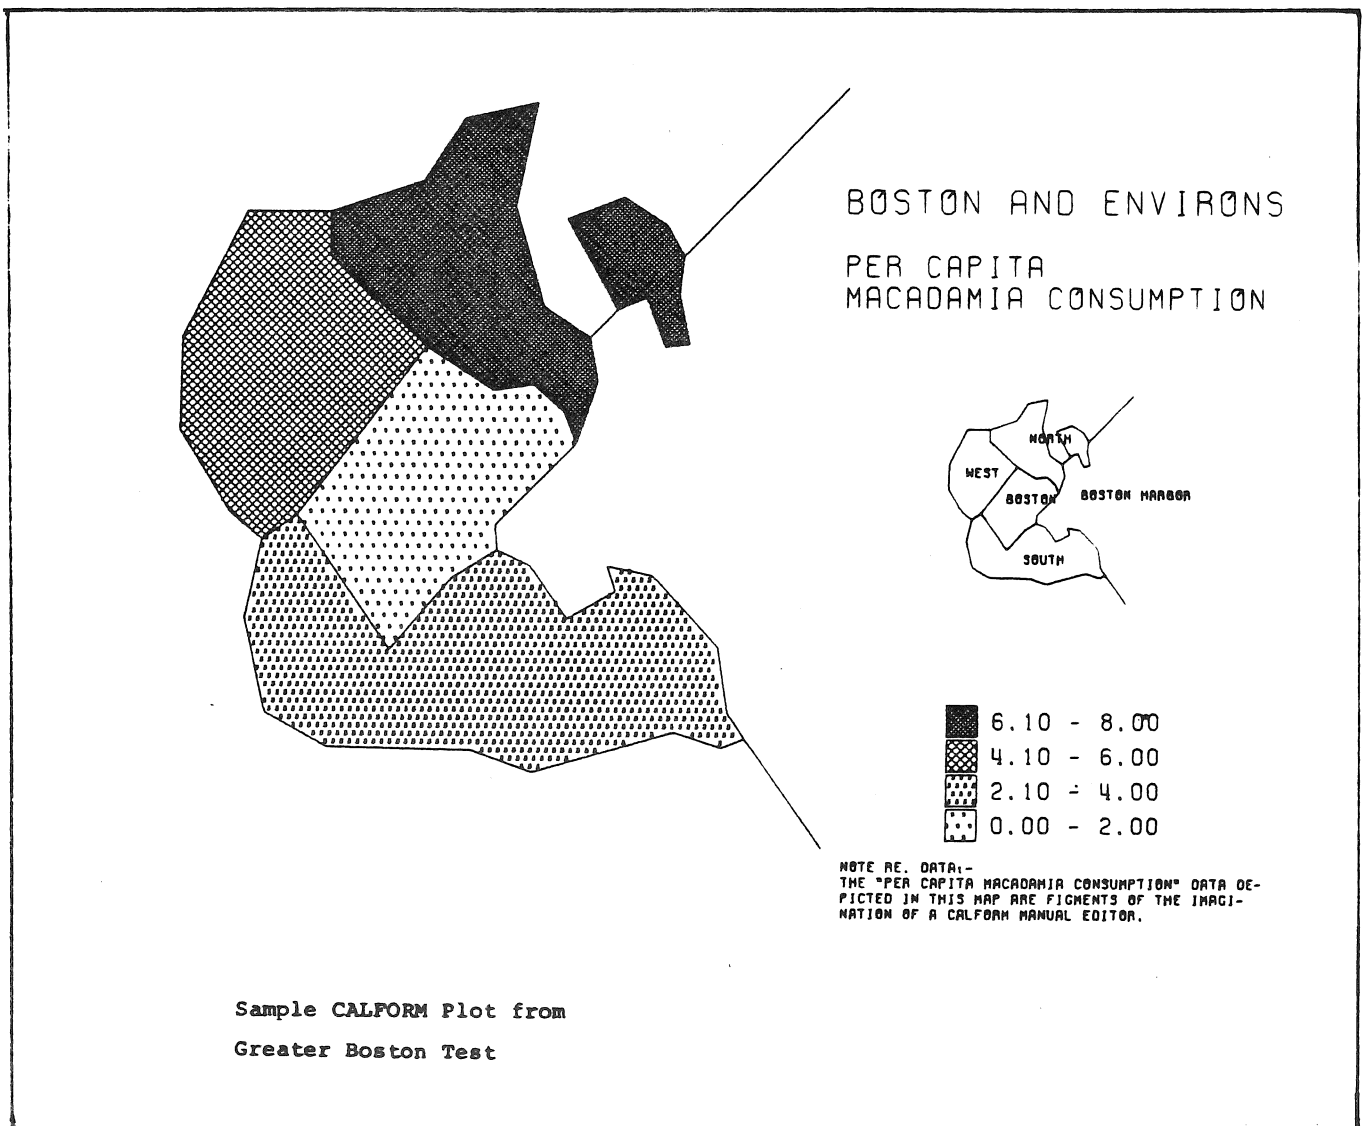 BOSTON AND ENVIRONS
PER CAPITA
MACADAMIA CONSUMPTION
NORTH
WEST
BOSTON
BOSTON HARBOR
SOUTH
6.10 - 8.00
4.10 - 6.00
2.10 - 4.00
0.00 - 2.00
NOTE RE. DATA:-
THE "PER CAPITA MACADAMIA CONSUMPTION" DATA DE-
PICTED IN THIS MAP ARE FIGMENTS OF THE IMAGI-
NATION OF A CALFORM MANUAL EDITOR.
Sample CALFORM Plot from
Greater Boston Test